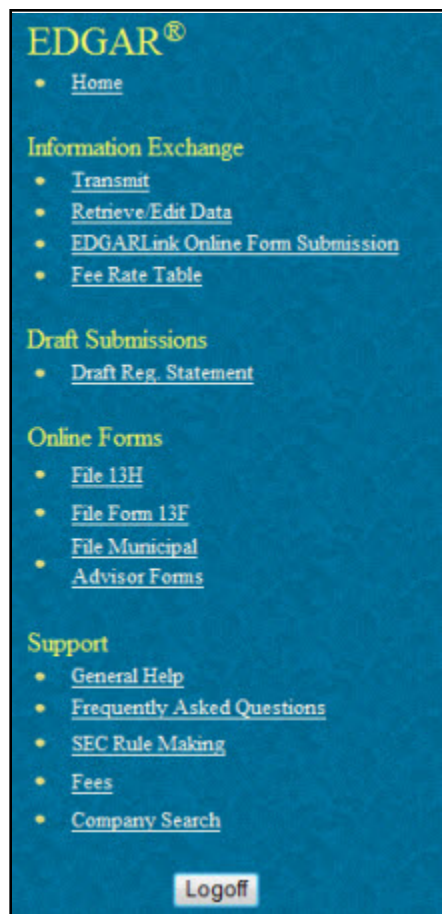 EDGAR®
Home
Information Exchange
Transmit
Retrieve/Edit Data
EDGARLink Online Form Submission
Fee Rate Table
Draft Submissions
Draft Reg. Statement
Online Forms
File 13H
File Form 13F
File Municipal
Advisor Forms
Support
General Help
Frequently Asked Questions
SEC Rule Making
Fees
Company Search
Logoff